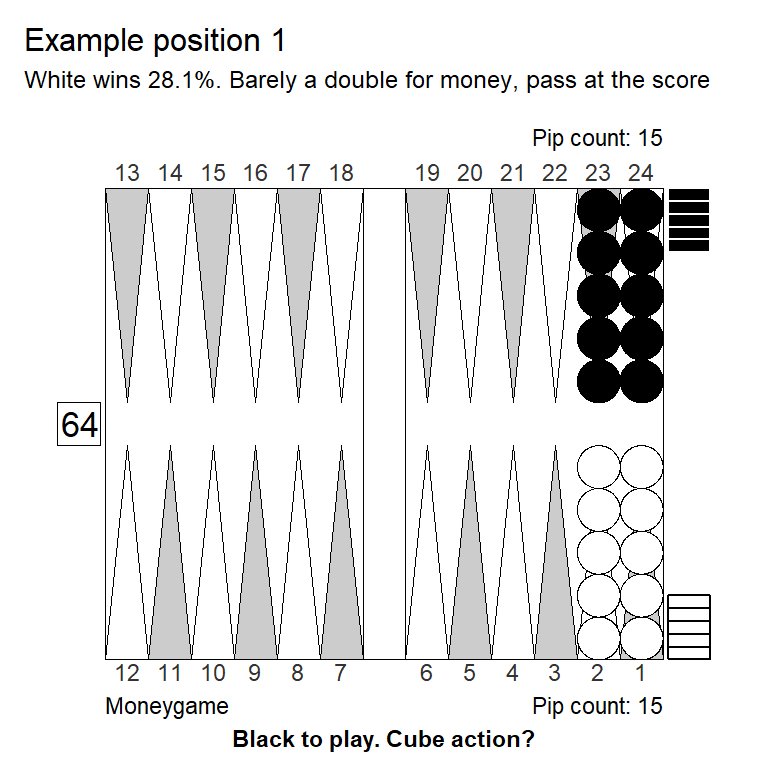 Example position 1
White wins 28.1%. Barely a double for money, pass at the score
Pip count: 15
13 14 15 16 17 18 19 20 21 22 23 24
64
12 11 10 9 8 7 6 5 4 3 2 1
Moneygame Pip count: 15
Black to play. Cube action?